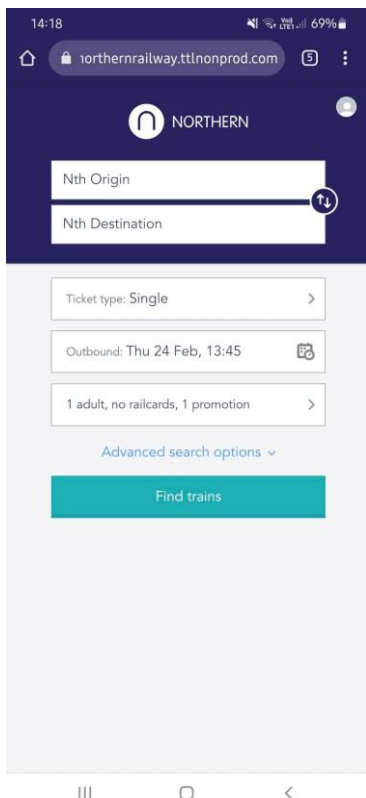 14:18 69%
northernrailway.ttlnonprod.com 5
NORTHERN
Nth Origin
Nth Destination
Ticket type: Single
Outbound: Thu 24 Feb, 13:45
1 adult, no railcards, 1 promotion
Advanced search options
Find trains